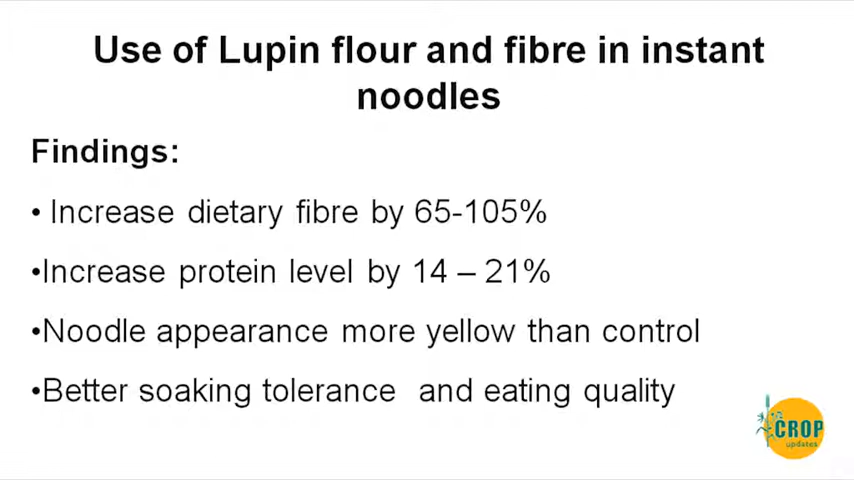 Use of Lupin flour and fibre in instant
noodles
Findings:
• Increase dietary fibre by 65-105%
•Increase protein level by 14 – 21%
•Noodle appearance more yellow than control
•Better soaking tolerance and eating quality
CROP
updates